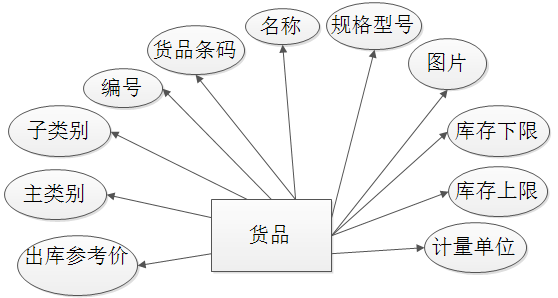 名称
规格型号
货品条码
图片
编号
子类别
库存下限
主类别
库存上限
货品
出库参考价
计量单位